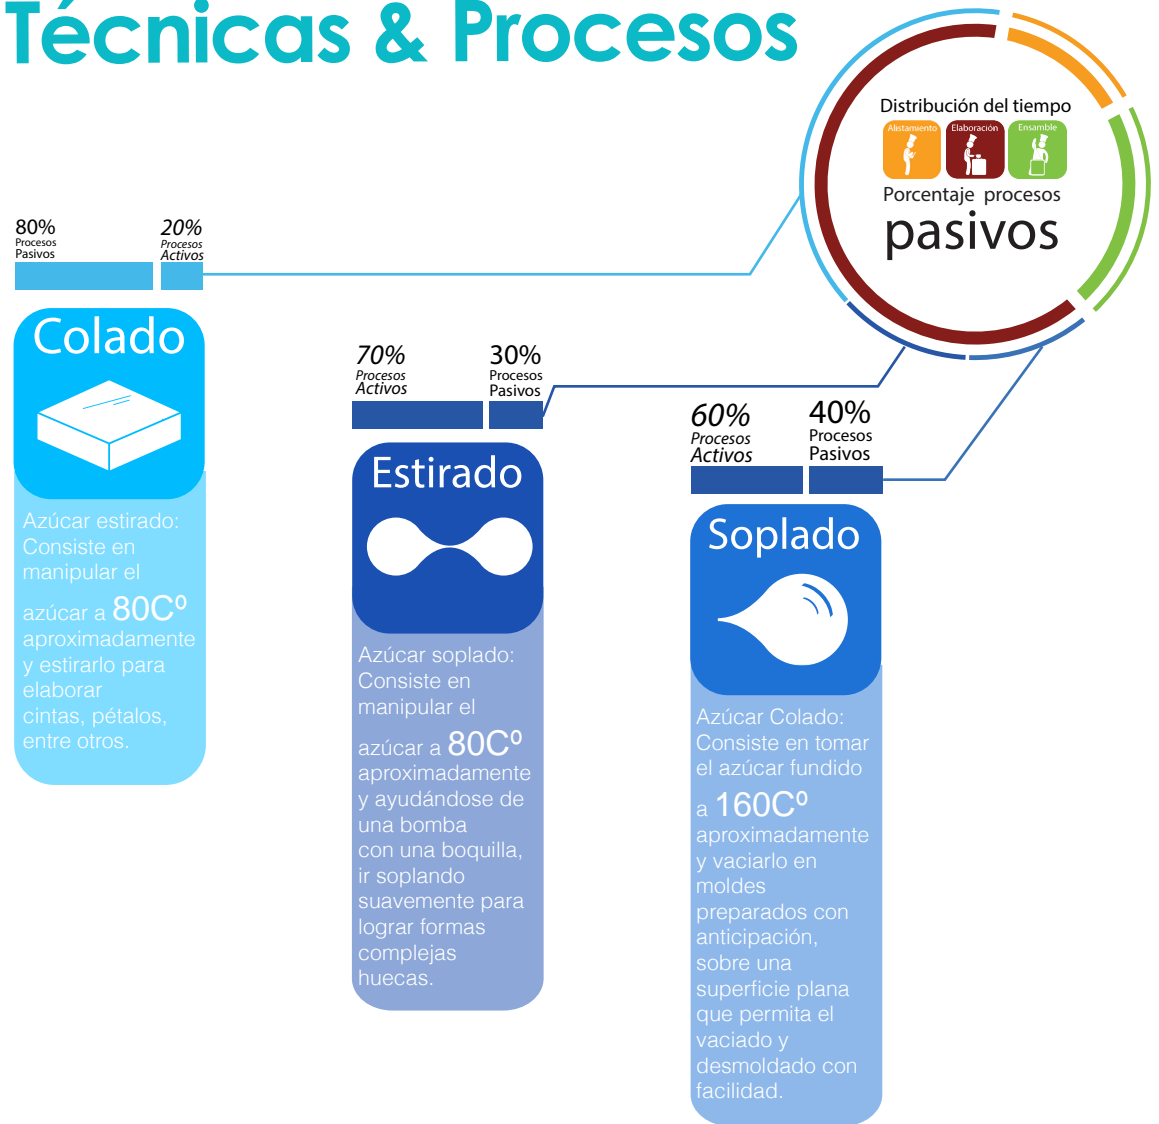 Técnicas & Procesos
Distribución del tiempo
Alistamiento
Elaboración
Ensamble
Porcentaje procesos
pasivos
80%
Procesos
Pasivos
20%
Procesos
Activos
Colado
Azúcar estirado:
Consiste en
manipular el
azúcar a 80Cº
aproximadamente
y estirarlo para
elaborar
cintas, pétalos,
entre otros.
70%
Procesos
Activos
30%
Procesos
Pasivos
Estirado
Azúcar soplado:
Consiste en
manipular el
azúcar a 80Cº
aproximadamente
y ayudándose de
una bomba
con una boquilla,
ir soplando
suavemente para
lograr formas
complejas
huecas.
60%
Procesos
Activos
40%
Procesos
Pasivos
Soplado
Azúcar Colado:
Consiste en tomar
el azúcar fundido
a 160Cº
aproximadamente
y vaciarlo en
moldes
preparados con
anticipación,
sobre una
superficie plana
que permita el
vaciado y
desmoldado con
facilidad.